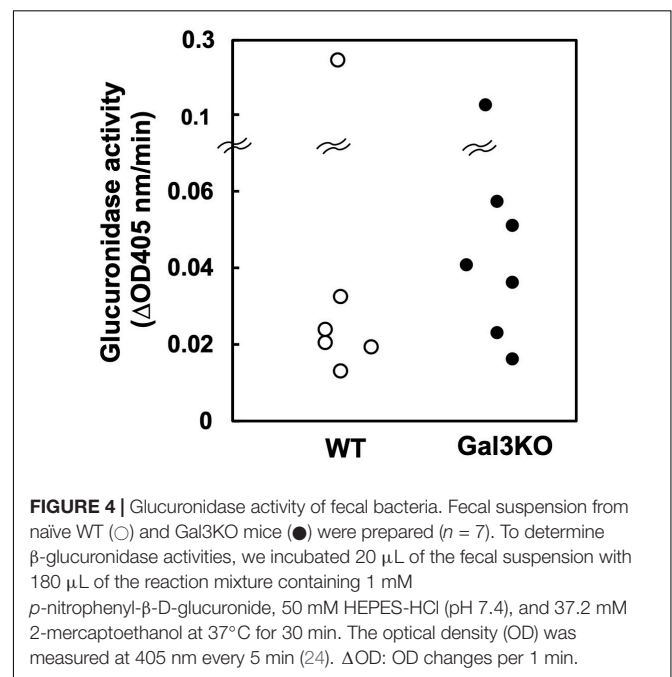 0.3
0.1
0.06
0.04
0.02
0
Glucuronidase activity
(ΔOD405 nm/min)
WT
Gal3KO
FIGURE 4 | Glucuronidase activity of fecal bacteria. Fecal suspension from
naïve WT (○) and Gal3KO mice (●) were prepared (n = 7). To determine
β-glucuronidase activities, we incubated 20 μL of the fecal suspension with
180 μL of the reaction mixture containing 1 mM
p-nitrophenyl-β-D-glucuronide, 50 mM HEPES-HCl (pH 7.4), and 37.2 mM
2-mercaptoethanol at 37°C for 30 min. The optical density (OD) was
measured at 405 nm every 5 min (24). ΔOD: OD changes per 1 min.